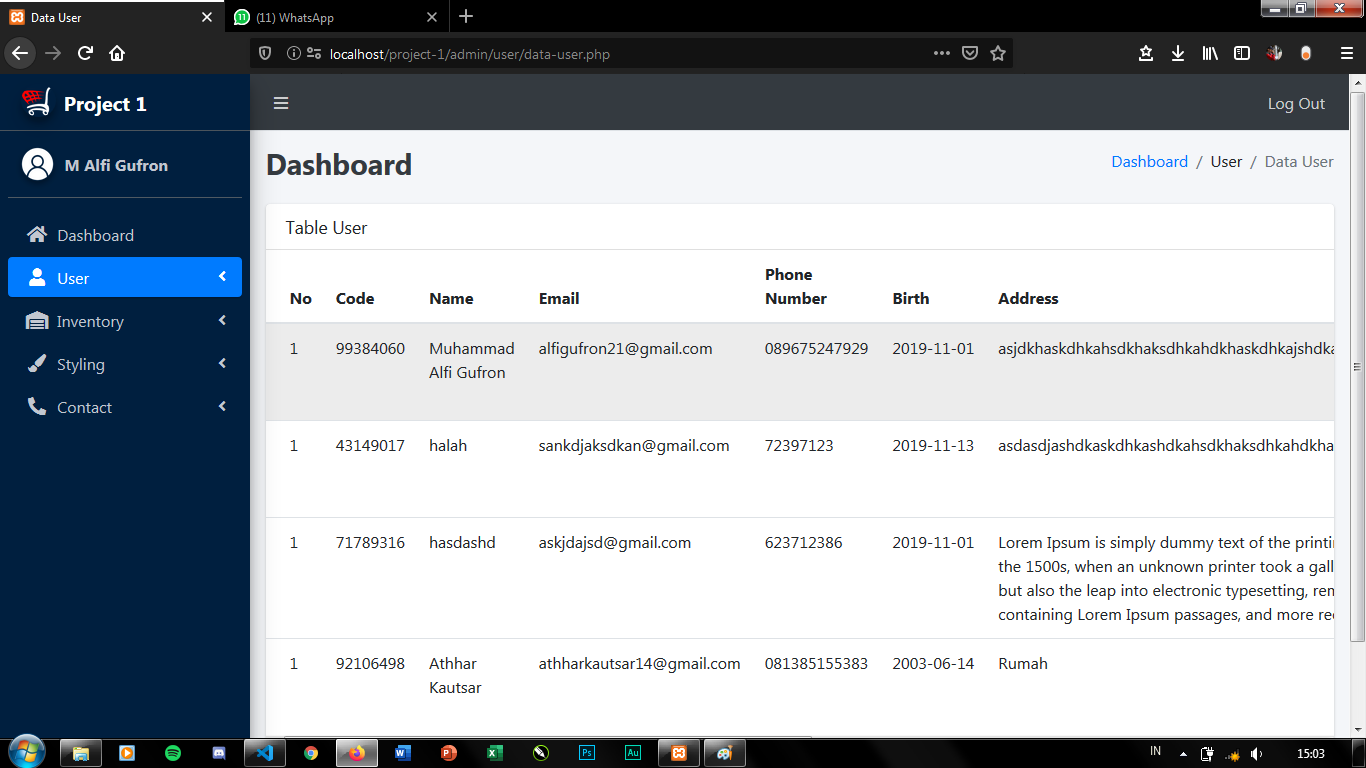 Data User
(11) WhatsApp
localhost/project-1/admin/user/data-user.php
Project 1
Log Out
M Alfi Gufron
Dashboard
Dashboard / User / Data User
Dashboard
User
Inventory
Styling
Contact
Table User
No Code Name Email Phone Number Birth Address
1 99384060 Muhammad alfigufron21@gmail.com 089675247929 2019-11-01 asjdkhaskdhkahsdkhaksdhkahdkhaskdhkajshdka
Alfi Gufron
1 43149017 halah sankdjaksdkan@gmail.com 72397123 2019-11-13 asdasdjashdkaskdhkashdkahsdkhaksdhkahdkha
1 71789316 hasdashd askjdajsd@gmail.com 623712386 2019-11-01 Lorem Ipsum is simply dummy text of the printi
the 1500s, when an unknown printer took a gall
but also the leap into electronic typesetting, rem
containing Lorem Ipsum passages, and more re
1 92106498 Athhar athharkautsar14@gmail.com 081385155383 2003-06-14 Rumah
Kautsar
IN
15:03